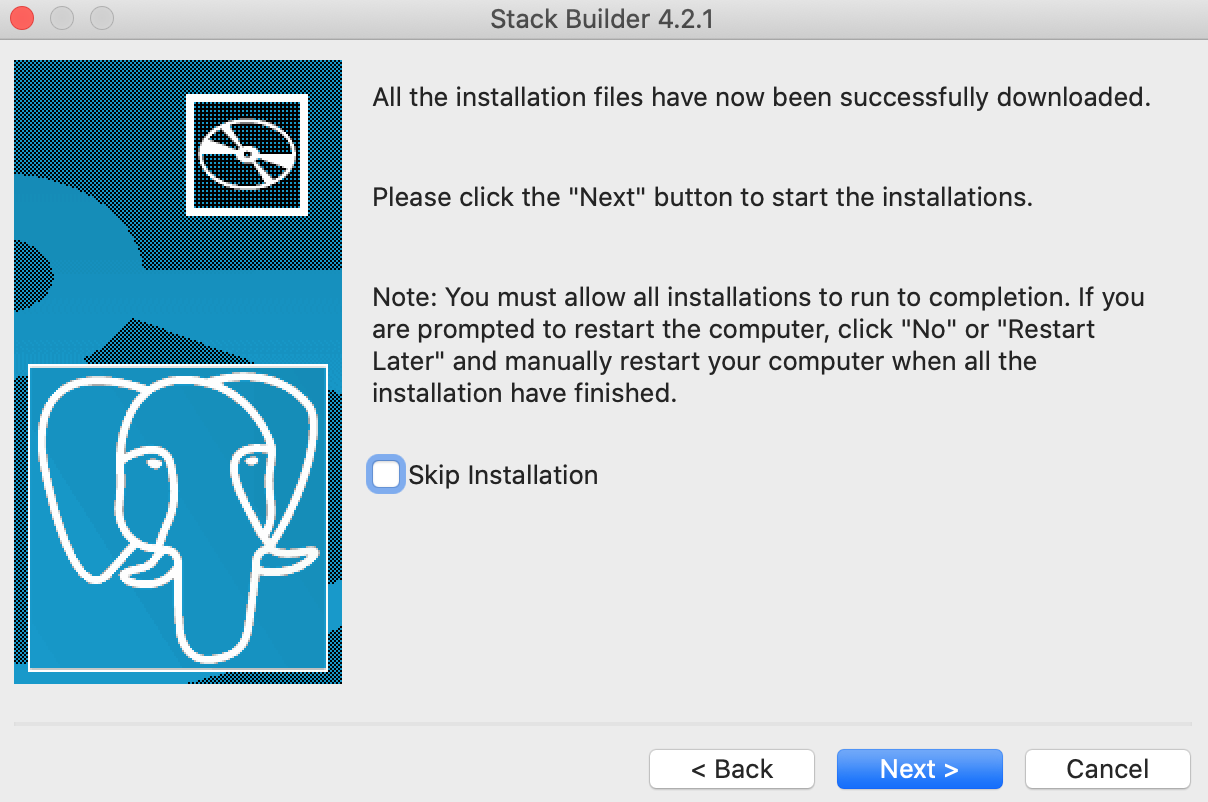 Stack Builder 4.2.1
All the installation files have now been successfully downloaded.
Please click the "Next" button to start the installations.
Note: You must allow all installations to run to completion. If you
are prompted to restart the computer, click "No" or "Restart
Later" and manually restart your computer when all the
installation have finished.
Skip Installation
< Back
Next >
Cancel